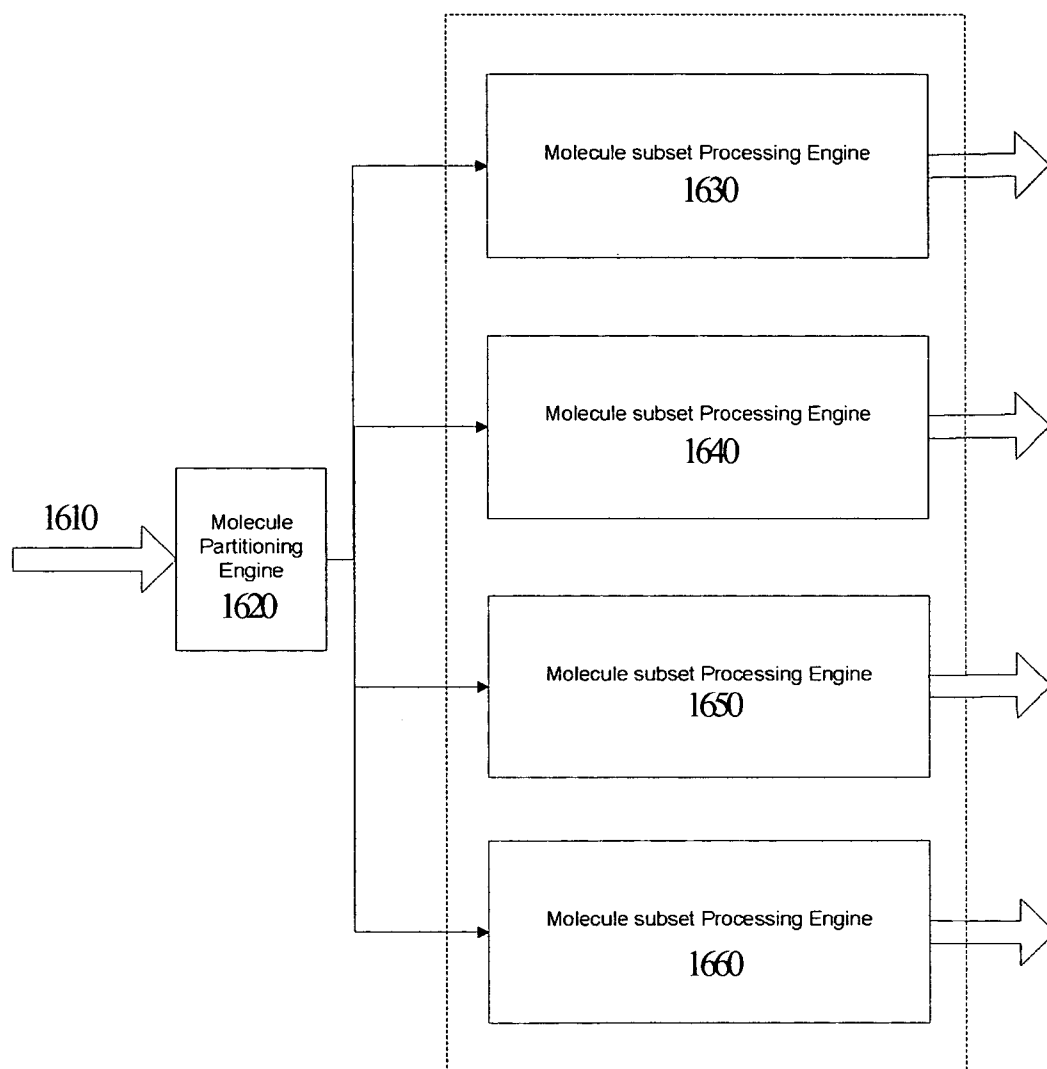 Molecule subset Processing Engine
1630
Molecule subset Processing Engine
1640
1610
Molecule
Partitioning
Engine
1620
Molecule subset Processing Engine
1650
Molecule subset Processing Engine
1660